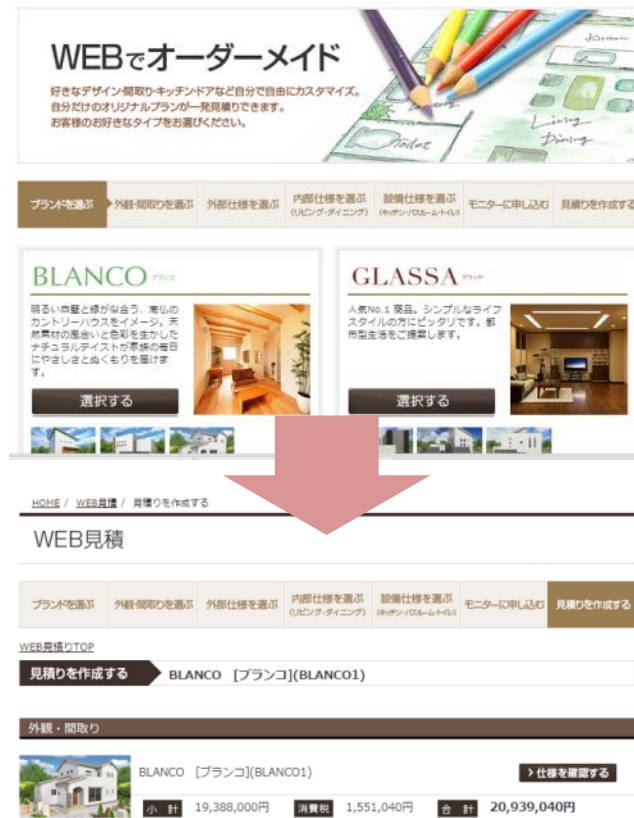 WEBでオーダーメイド
好きなデザイン・間取り・キッチンドアなど自分で自由にカスタマイズ。
自分だけのオリジナルプランが一発見積りできます。
お客様のお好きなタイプをお選びください。
Toilet
Living
Dining
ブランドを選ぶ 外観・間取りを選ぶ 外部仕様を選ぶ 内部仕様を選ぶ 設備仕様を選ぶ モニターに申し込む 見積りを作成する
(リビング・ダイニング) (キッチン・バスルーム・トイレ)
BLANCO ブランコ
明るい白壁と緑が似合う、南仏の
カントリーハウスをイメージ。天
然素材の風合いと色彩を生かした
ナチュラルテイストが家族の毎日
にやさしさとぬくもりを届けま
す。
選択する
GLASSA グラッサ
人気No.1 商品。シンプルなライフ
スタイルの方にピッタリです。都
市型生活をご提案します。
選択する
HOME / WEB見積 / 見積りを作成する
WEB見積
ブランドを選ぶ 外観・間取りを選ぶ 外部仕様を選ぶ 内部仕様を選ぶ 設備仕様を選ぶ モニターに申し込む 見積りを作成する
(リビング・ダイニング) (キッチン・バスルーム・トイレ)
WEB見積りTOP
見積りを作成する BLANCO [ブランコ](BLANCO1)
外観・間取り
BLANCO [ブランコ](BLANCO1) 仕様を確認する
小 計 19,388,000円 消費税 1,551,040円 合 計 20,939,040円